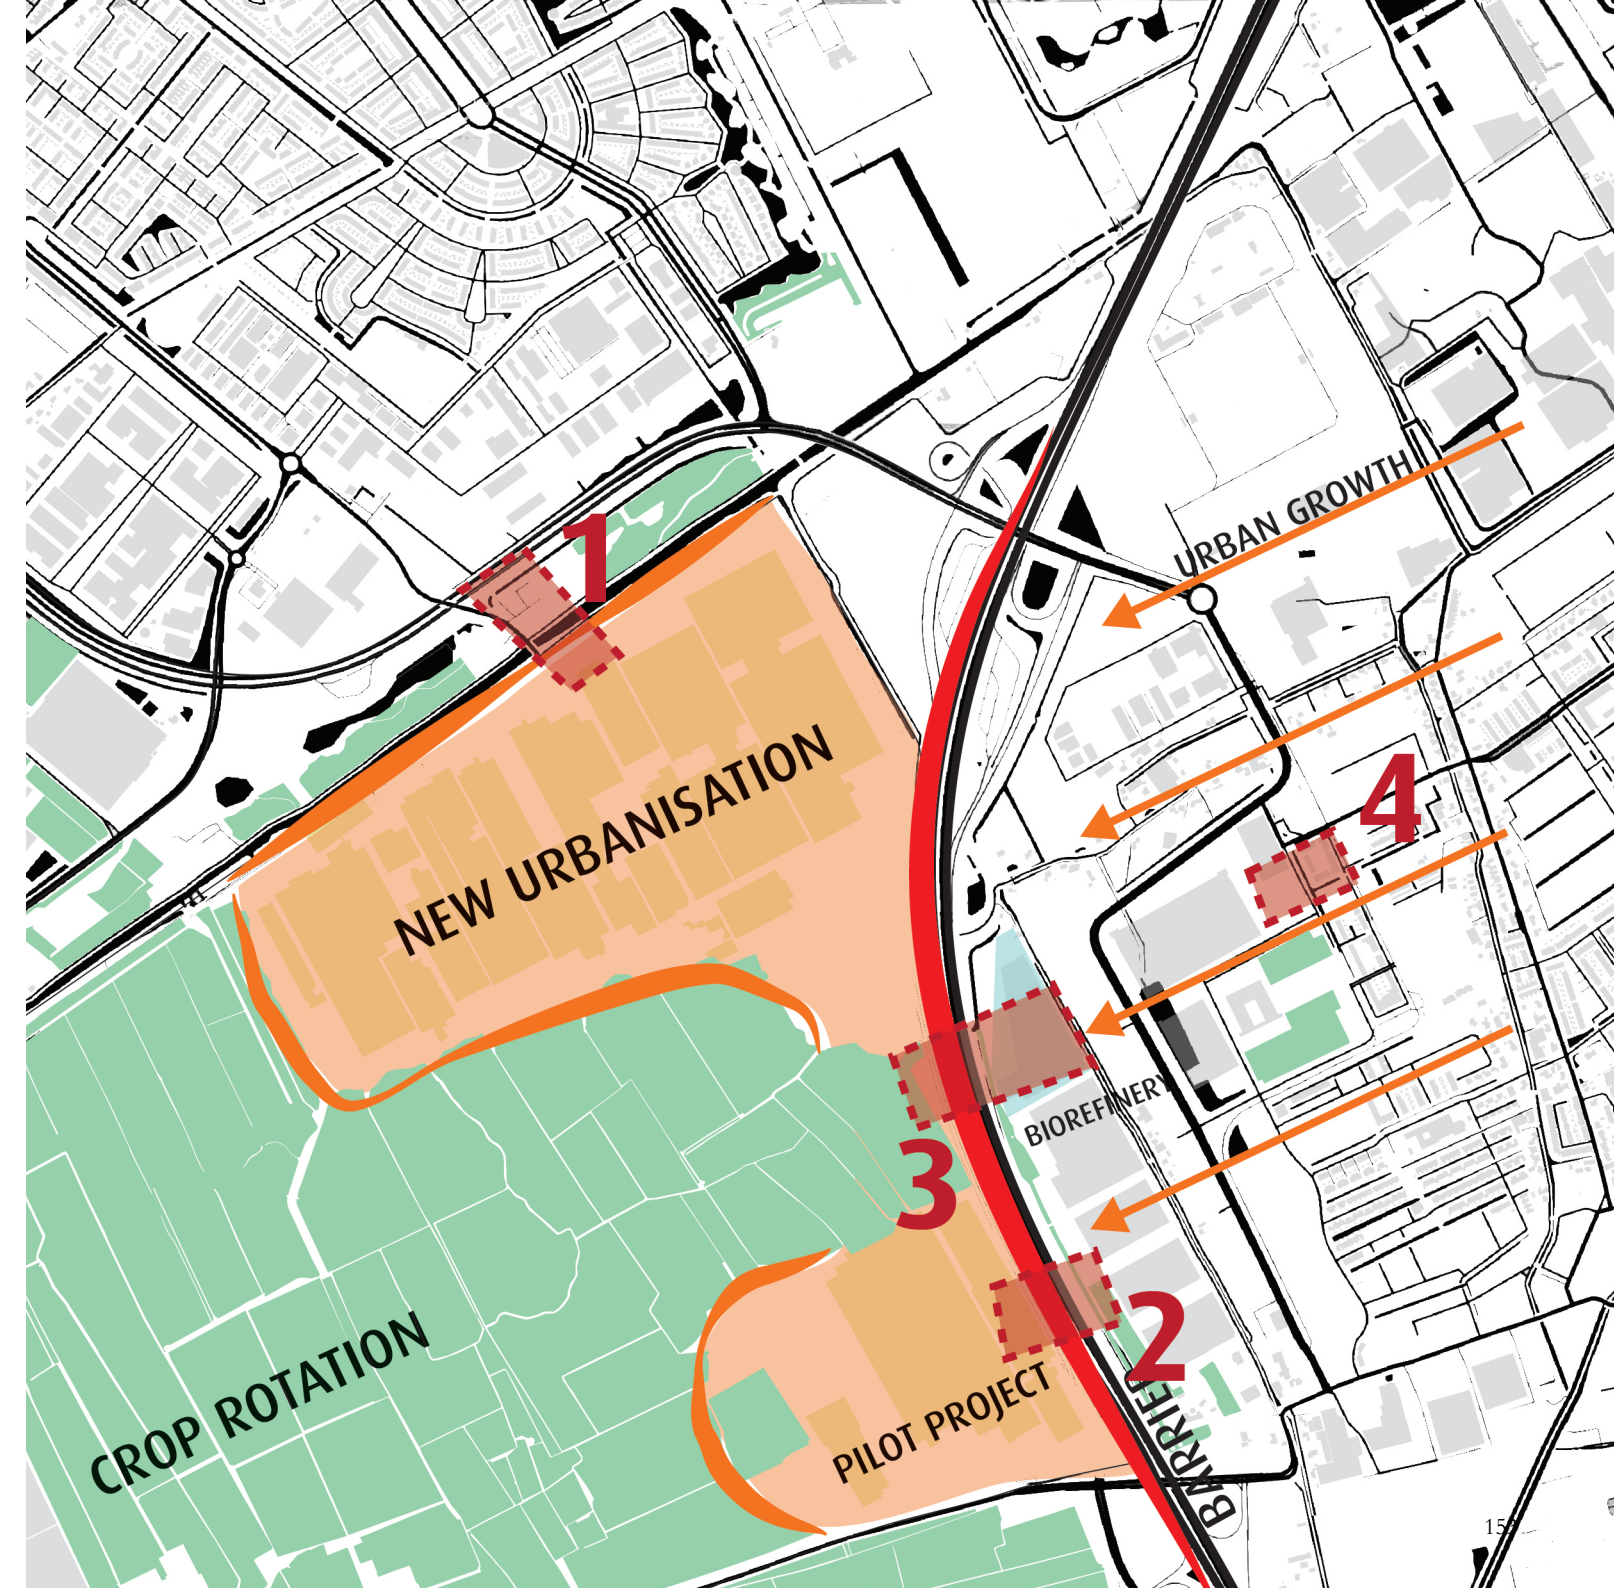 URBAN GROWTH
1
NEW URBANISATION
4
BIOREFINERY
3
2
CROP ROTATION
PILOT PROJECT
BARRIER